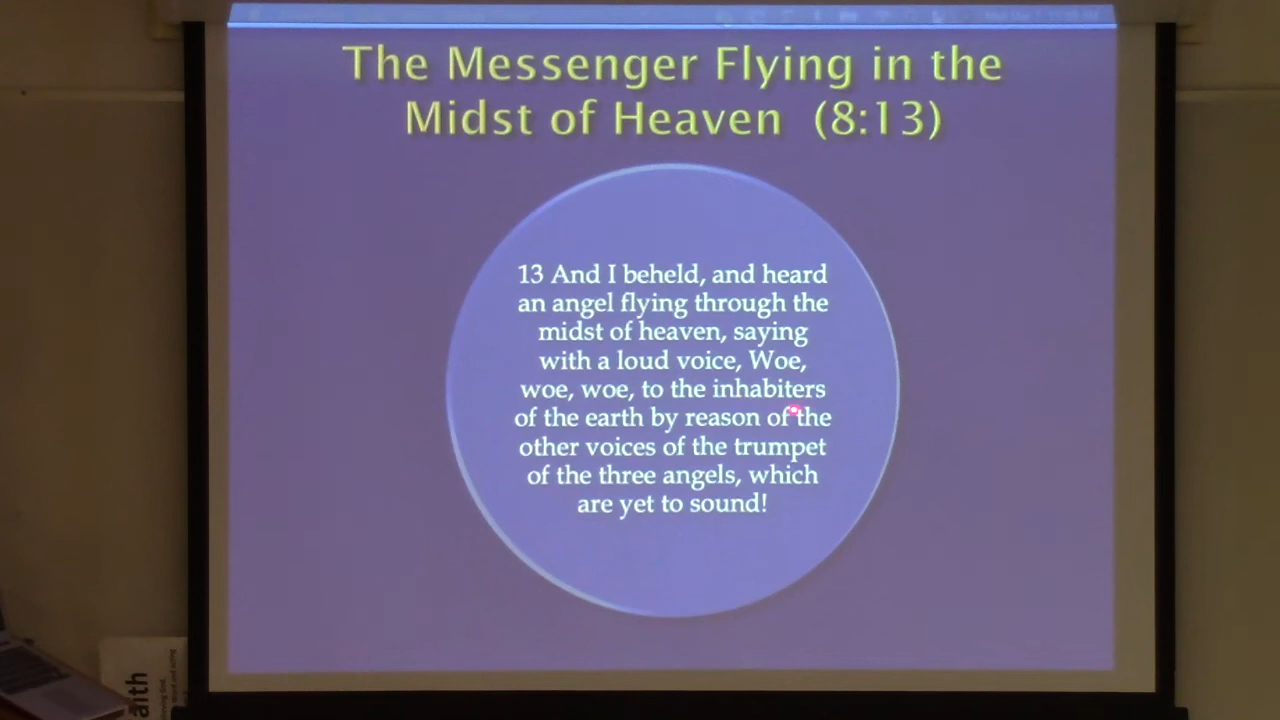 The Messenger Flying in the
Midst of Heaven (8:13)
13 And I beheld, and heard
an angel flying through the
midst of heaven, saying
with a loud voice, Woe,
woe, woe, to the inhabiters
of the earth by reason of the
other voices of the trumpet
of the three angels, which
are yet to sound!
aith